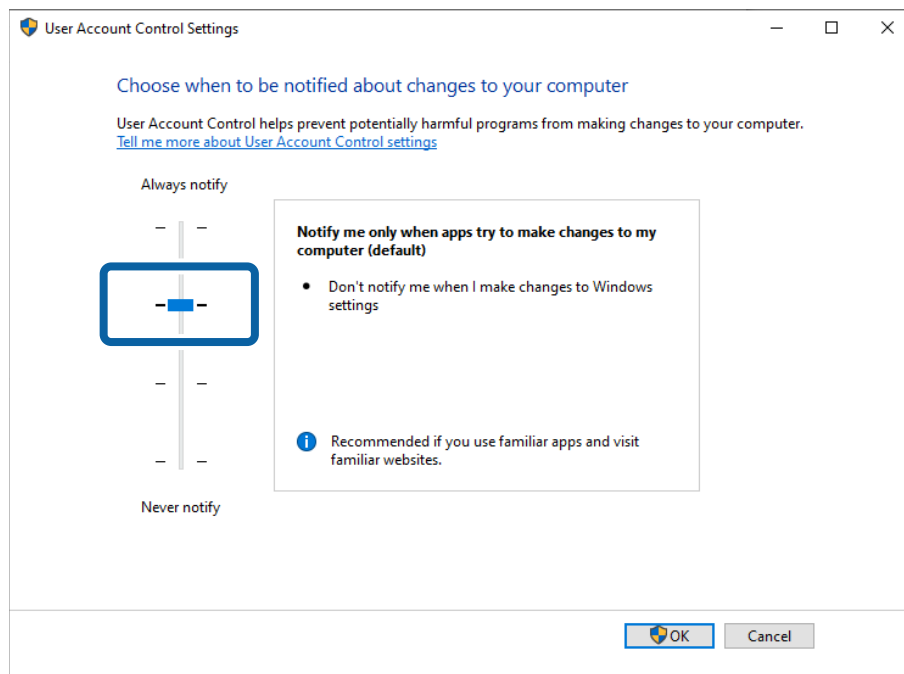 User Account Control Settings
Choose when to be notified about changes to your computer
User Account Control helps prevent potentially harmful programs from making changes to your computer.
Tell me more about User Account Control settings
Always notify
Notify me only when apps try to make changes to my
computer (default)
• Don't notify me when I make changes to Windows
settings
Recommended if you use familiar apps and visit
familiar websites.
Never notify
OK
Cancel